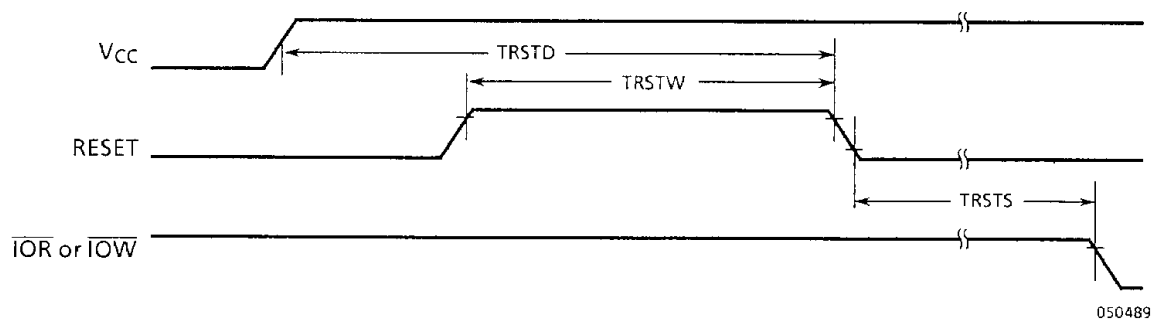 VCC
TRSTD
TRSTW
RESET
TRSTS
IOR or IOW
050489